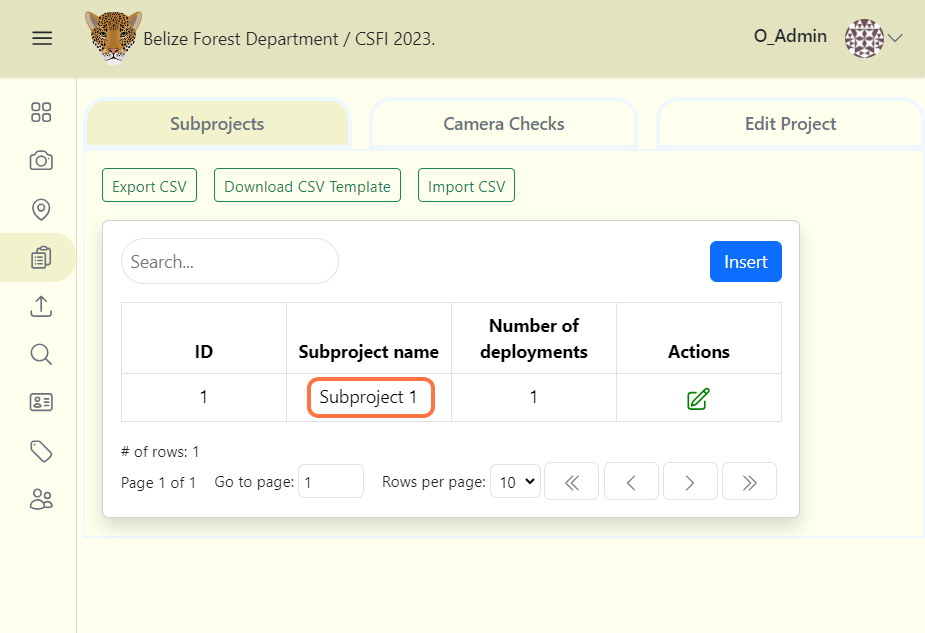 Belize Forest Department / CSFI 2023.
O_Admin
Subprojects
Camera Checks
Edit Project
Export CSV
Download CSV Template
Import CSV
Search...
Insert
ID
Subproject name
Number of
deployments
Actions
1
Subproject 1
1
# of rows: 1
Page 1 of 1
Go to page: 1
Rows per page: 10